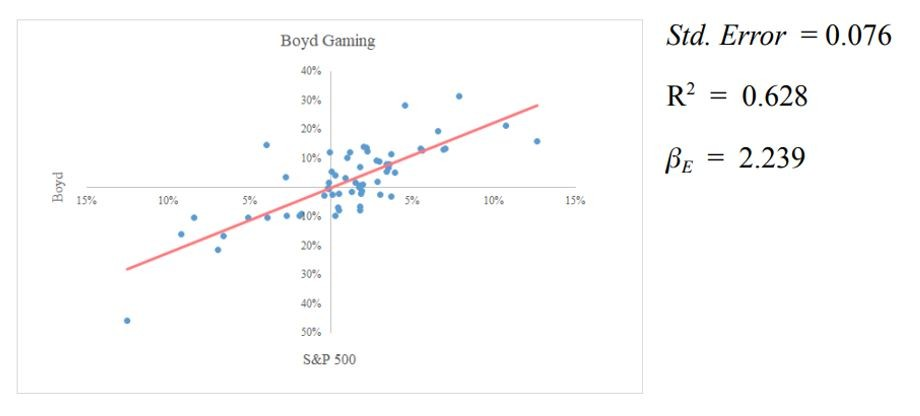 Boyd Gaming
40%
30%
20%
10%
15%
10%
5%
5%
10%
15%
10%
20%
30%
40%
50%
Boyd
S&P 500
Std. Error = 0.076
R² = 0.628
βE = 2.239